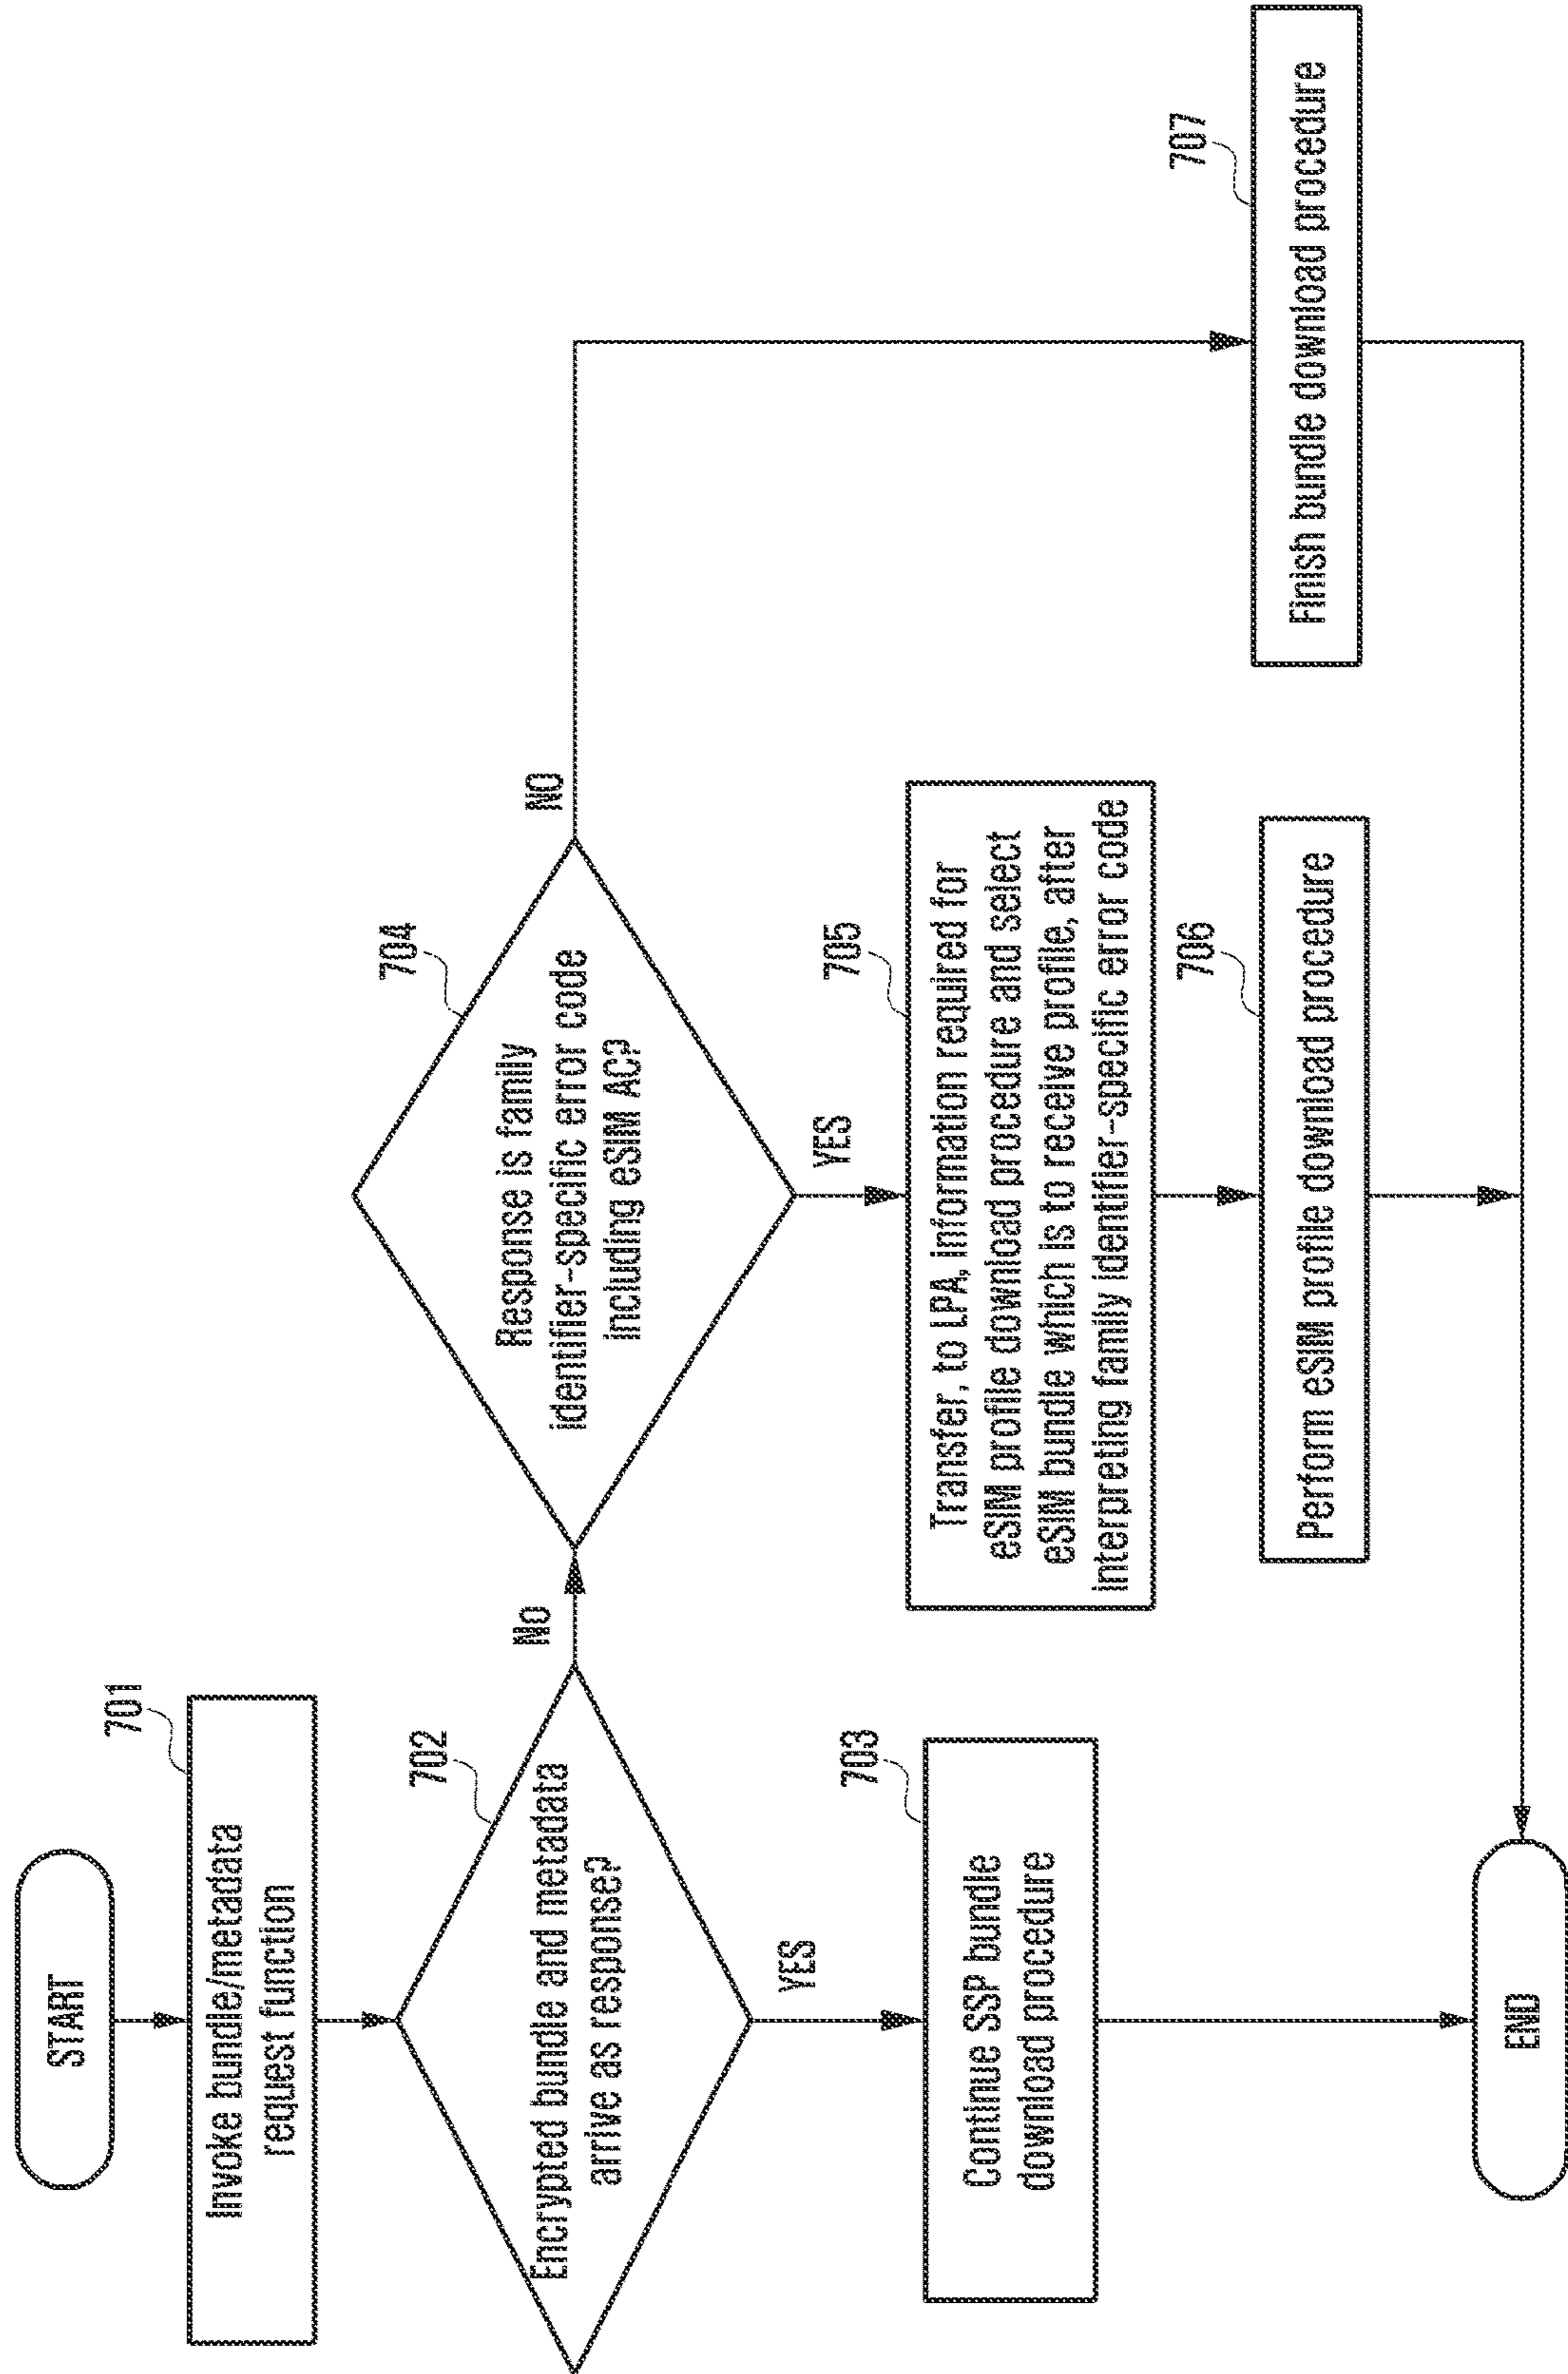 START
701
Invoke bundle/metadata
request function
702
Encrypted bundle and metadata
arrive as response?
No
YES
703
Continue SSP bundle
download procedure
704
Response is family
identifier-specific error code
including eSIM AC?
NO
YES
705
Transfer, to LPA, information required for
eSIM profile download procedure and select
eSIM bundle which is to receive profile, after
interpreting family identifier-specific error code
706
Perform eSIM profile download procedure
707
Finish bundle download procedure
END